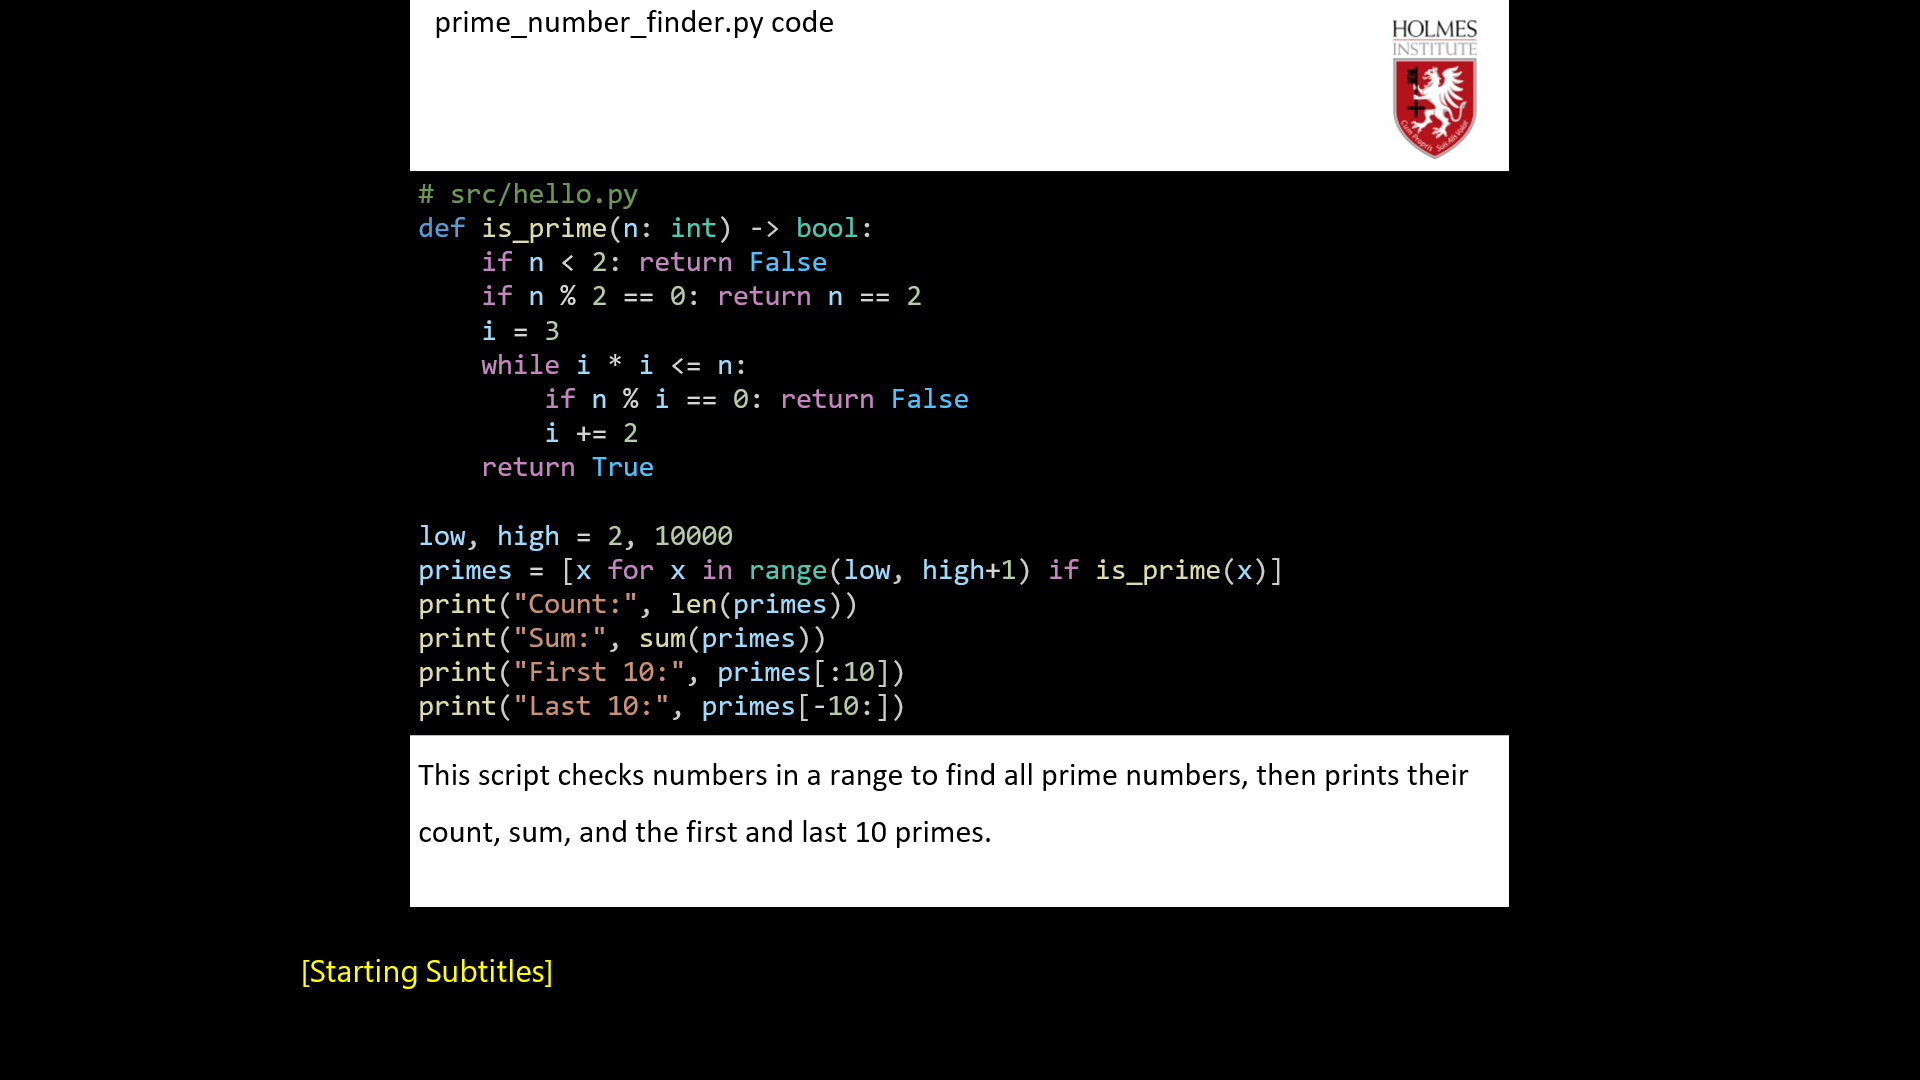 prime_number_finder.py code
HOLMES
INSTITUTE
# src/hello.py
def is_prime(n: int) -> bool:
    if n < 2: return False
    if n % 2 == 0: return n == 2
    i = 3
    while i * i <= n:
        if n % i == 0: return False
        i += 2
    return True
low, high = 2, 10000
primes = [x for x in range(low, high+1) if is_prime(x)]
print("Count:", len(primes))
print("Sum:", sum(primes))
print("First 10:", primes[:10])
print("Last 10:", primes[-10:])
This script checks numbers in a range to find all prime numbers, then prints their
count, sum, and the first and last 10 primes.
[Starting Subtitles]